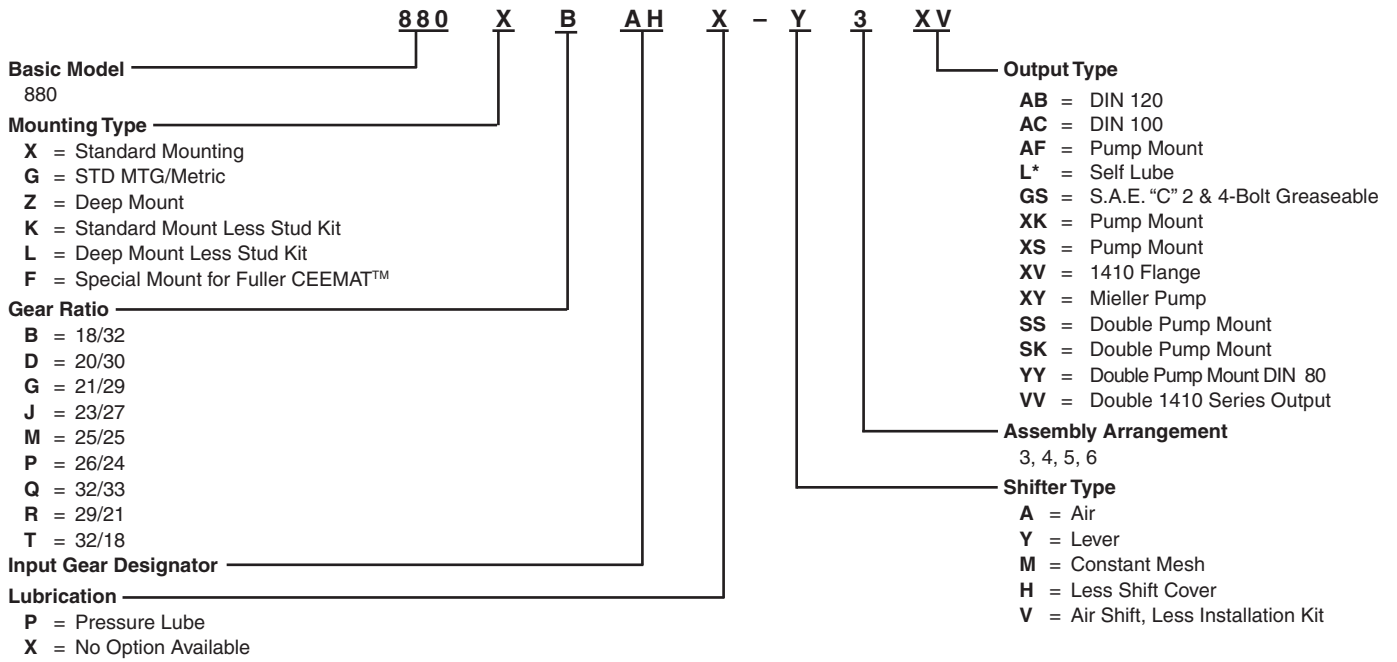 880 X B AH X – Y 3 XV
Basic Model
880
Mounting Type
X = Standard Mounting
G = STD MTG/Metric
Z = Deep Mount
K = Standard Mount Less Stud Kit
L = Deep Mount Less Stud Kit
F = Special Mount for Fuller CEEMAT™
Gear Ratio
B = 18/32
D = 20/30
G = 21/29
J = 23/27
M = 25/25
P = 26/24
Q = 32/33
R = 29/21
T = 32/18
Input Gear Designator
Lubrication
P = Pressure Lube
X = No Option Available
Output Type
AB = DIN 120
AC = DIN 100
AF = Pump Mount
L* = Self Lube
GS = S.A.E. “C” 2 & 4-Bolt Greaseable
XK = Pump Mount
XS = Pump Mount
XV = 1410 Flange
XY = Mieller Pump
SS = Double Pump Mount
SK = Double Pump Mount
YY = Double Pump Mount DIN 80
VV = Double 1410 Series Output
Assembly Arrangement
3, 4, 5, 6
Shifter Type
A = Air
Y = Lever
M = Constant Mesh
H = Less Shift Cover
V = Air Shift, Less Installation Kit